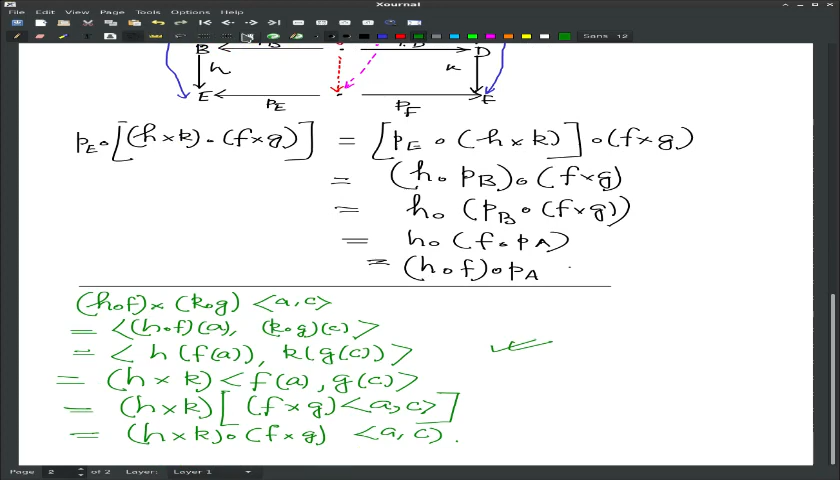 Xournal
File Edit View Journal Tools Options Help
Sans 12
B D
h k
E F
p_E p_F
p_E ∘ [(h × k) ∘ (f × g)] = [p_E ∘ (h × k)] ∘ (f × g)
= (h ∘ p_B) ∘ (f × g)
= h ∘ (p_B ∘ (f × g))
= h ∘ (f ∘ p_A)
= (h ∘ f) ∘ p_A
(h∘f) × (k∘g) <a, c>
= <(h∘f)(a), (k∘g)(c)>
= < h (f(a)), k(g(c)) >
= (h × k) < f(a), g(c) >
= (h × k) [ (f × g) <a, c> ]
= (h × k) ∘ (f × g) <a, c>.
Page 2 of 2 Layer: Layer 1